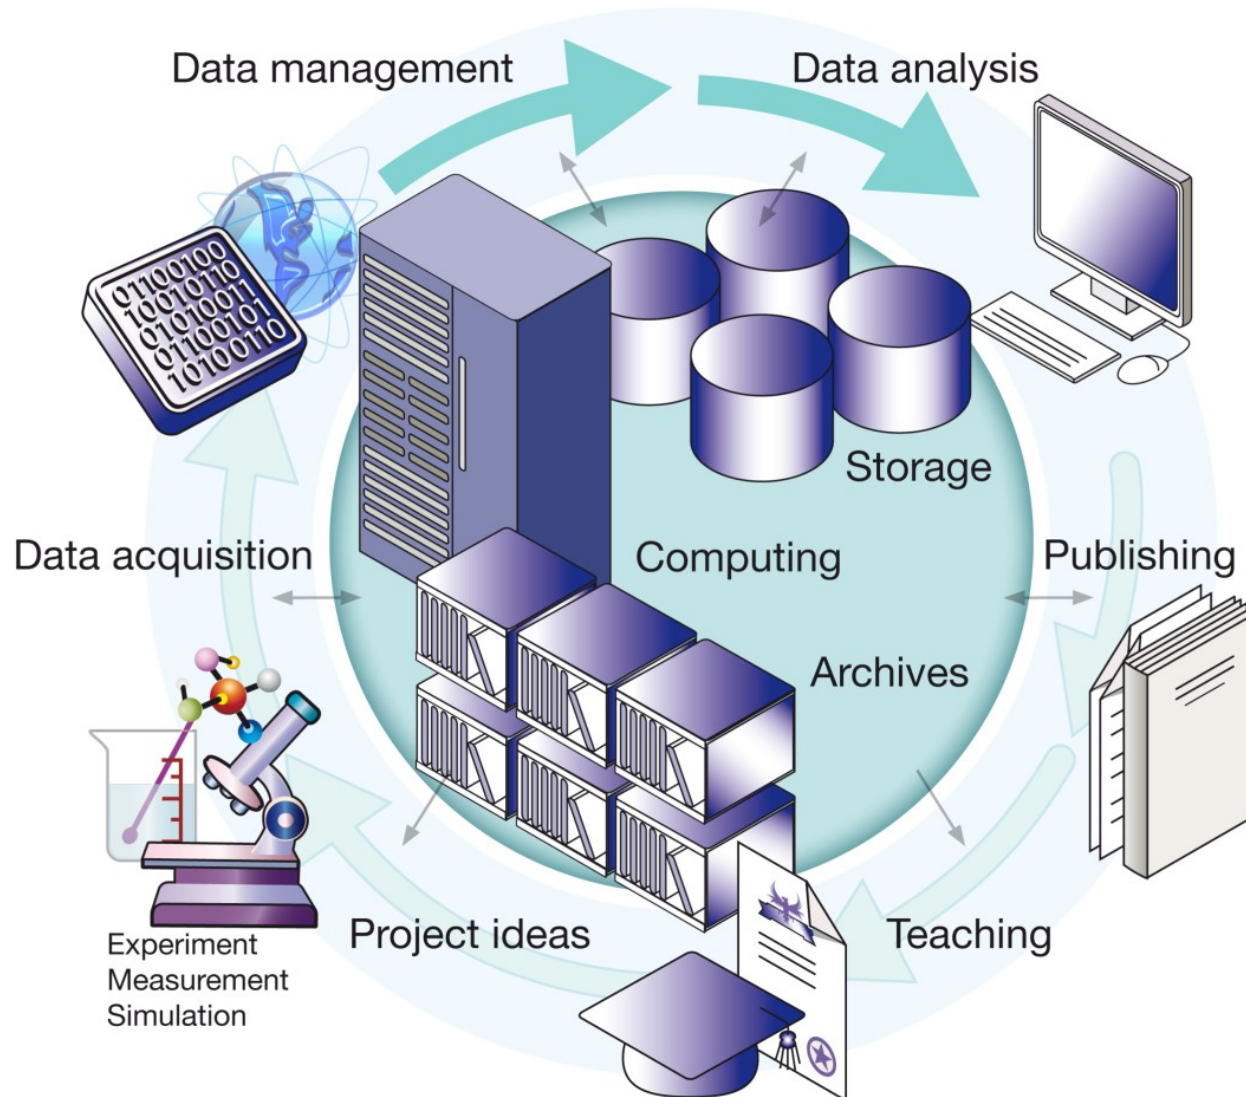 Data management
Data analysis
01100100
10010110
01010011
01100101
10100110
Storage
Data acquisition
Computing
Publishing
Archives
Project ideas
Teaching
Experiment
Measurement
Simulation